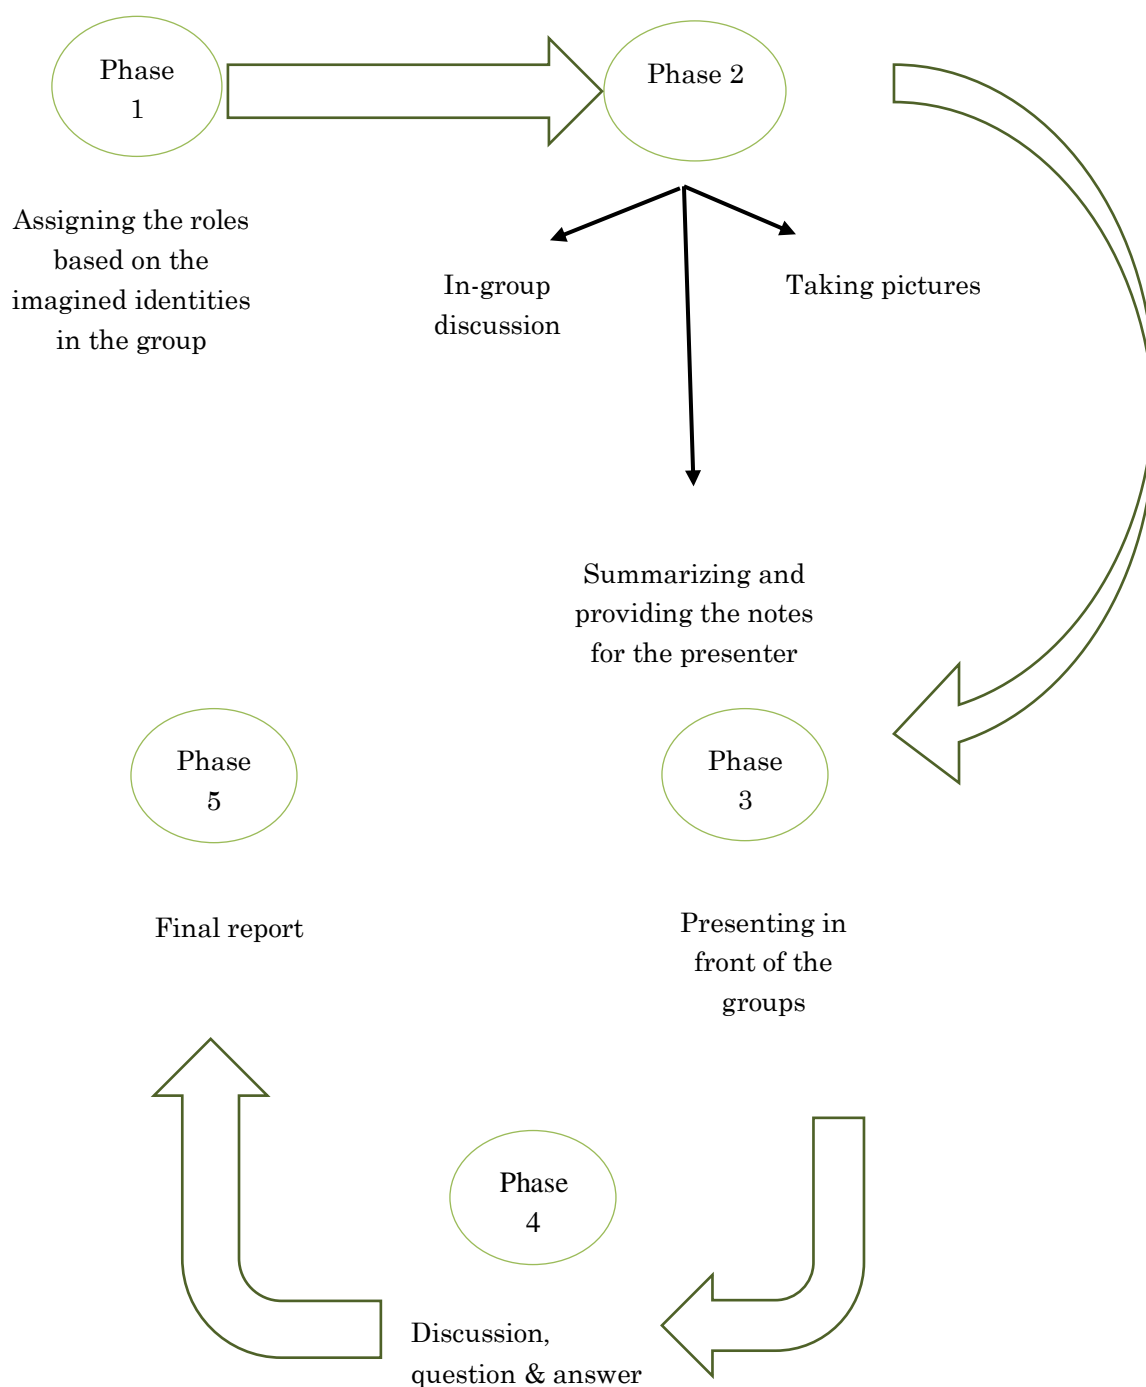 Phase
1
Phase 2
Assigning the roles
based on the
imagined identities
in the group
In-group
discussion
Taking pictures
Summarizing and
providing the notes
for the presenter
Phase
3
Presenting in
front of the
groups
Phase
4
Discussion,
question & answer
Phase
5
Final report